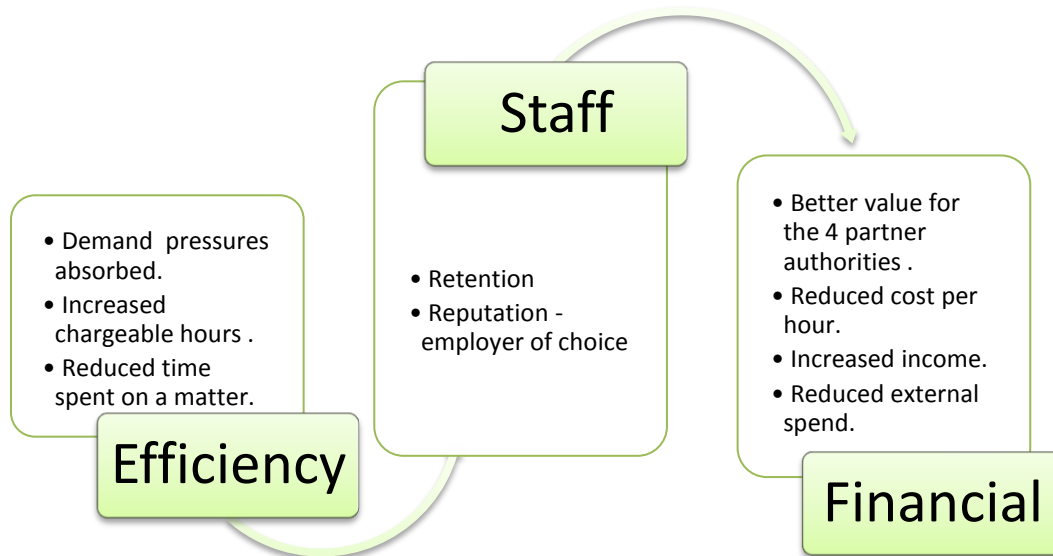 • Demand pressures
absorbed.
• Increased
chargeable hours .
• Reduced time
spent on a matter.
Efficiency
Staff
• Retention
• Reputation -
employer of choice
• Better value for
the 4 partner
authorities .
• Reduced cost per
hour.
• Increased income.
• Reduced external
spend.
Financial